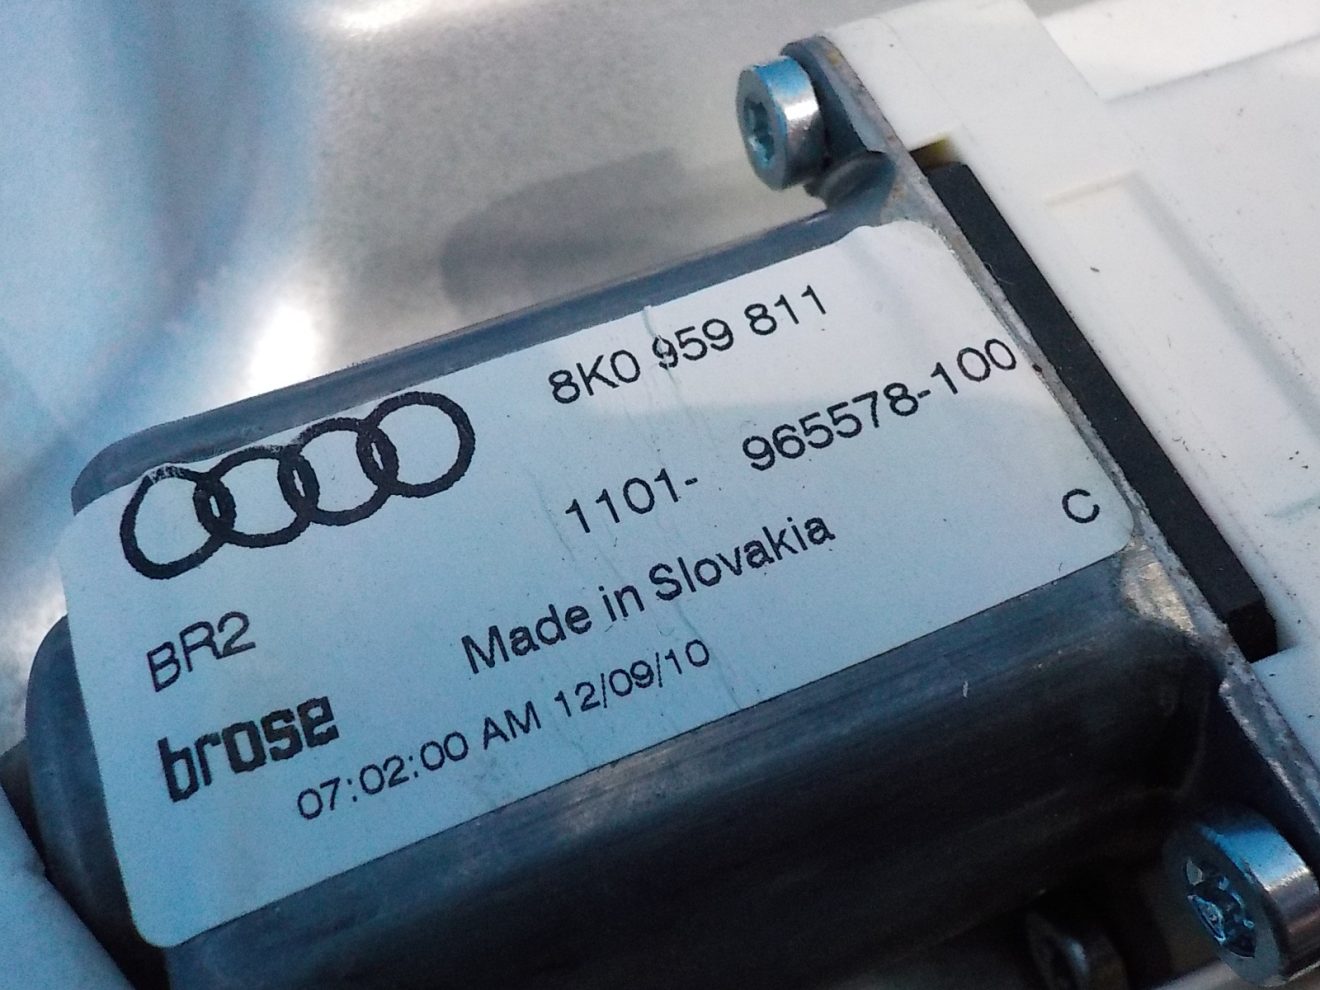 8K0 959 811
1101- 965578-100
BR2
Made in Slovakia
C
brose
07:02:00 AM 12/09/10